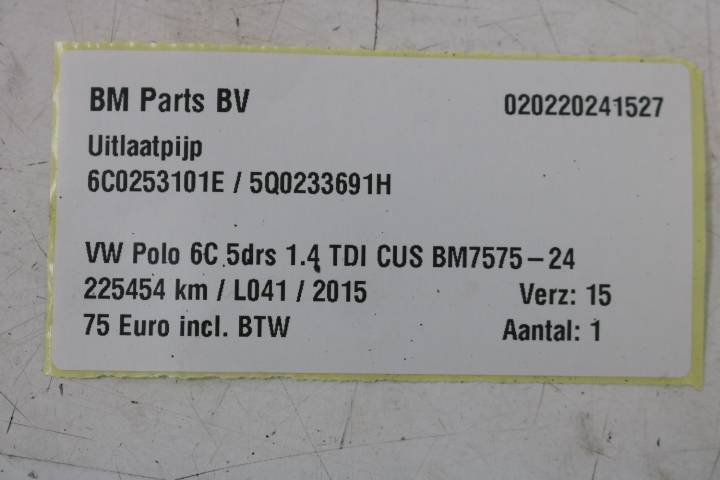 BM Parts BV 020220241527
Uitlaatpijp
6C0253101E / 5Q0233691H
VW Polo 6C 5drs 1.4 TDI CUS BM7575-24
225454 km / L041 / 2015 Verz: 15
75 Euro incl. BTW Aantal: 1